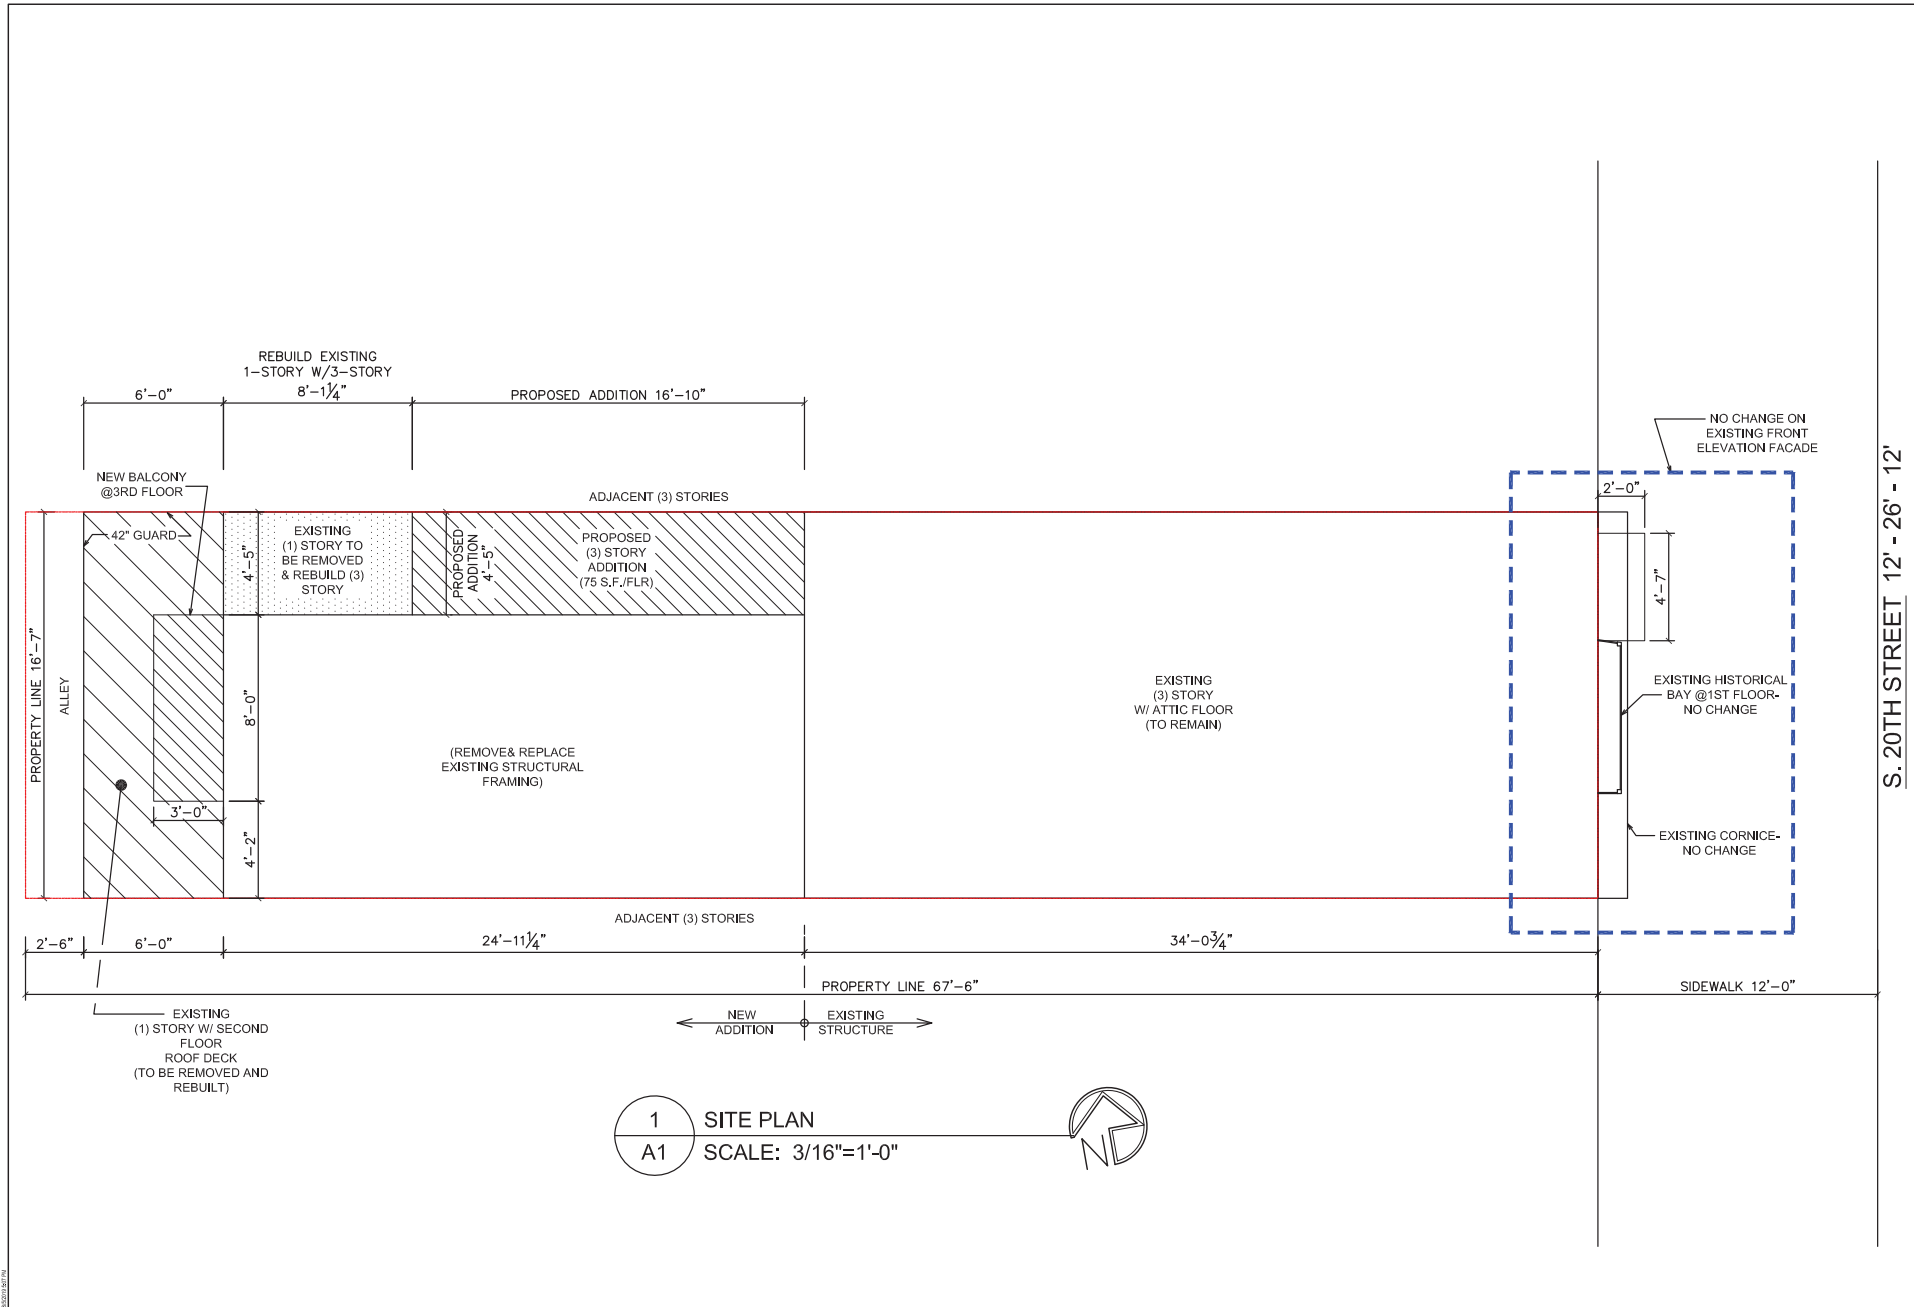 REBUILD EXISTING
1-STORY W/3-STORY
6'-0"
8'-1¼"
PROPOSED ADDITION 16'-10"
NO CHANGE ON
EXISTING FRONT
ELEVATION FACADE
NEW BALCONY
@3RD FLOOR
ADJACENT (3) STORIES
2'-0"
42" GUARD
EXISTING
(1) STORY TO
BE REMOVED
& REBUILD (3)
STORY
4'-5"
PROPOSED
ADDITION
4'-5"
PROPOSED
(3) STORY
ADDITION
(75 S.F./FLR)
4'-7"
PROPERTY LINE 16'-7"
ALLEY
8'-0"
EXISTING
(3) STORY
W/ ATTIC FLOOR
(TO REMAIN)
EXISTING HISTORICAL
BAY @1ST FLOOR-
NO CHANGE
S. 20TH STREET 12' - 26' - 12'
(REMOVE& REPLACE
EXISTING STRUCTURAL
FRAMING)
3'-0"
4'-2"
EXISTING CORNICE-
NO CHANGE
ADJACENT (3) STORIES
2'-6"
6'-0"
24'-11¼"
34'-0¾"
PROPERTY LINE 67'-6"
SIDEWALK 12'-0"
EXISTING
(1) STORY W/ SECOND
FLOOR
ROOF DECK
(TO BE REMOVED AND
REBUILT)
NEW
ADDITION
EXISTING
STRUCTURE
1
A1
SITE PLAN
SCALE: 3/16"=1'-0"
N